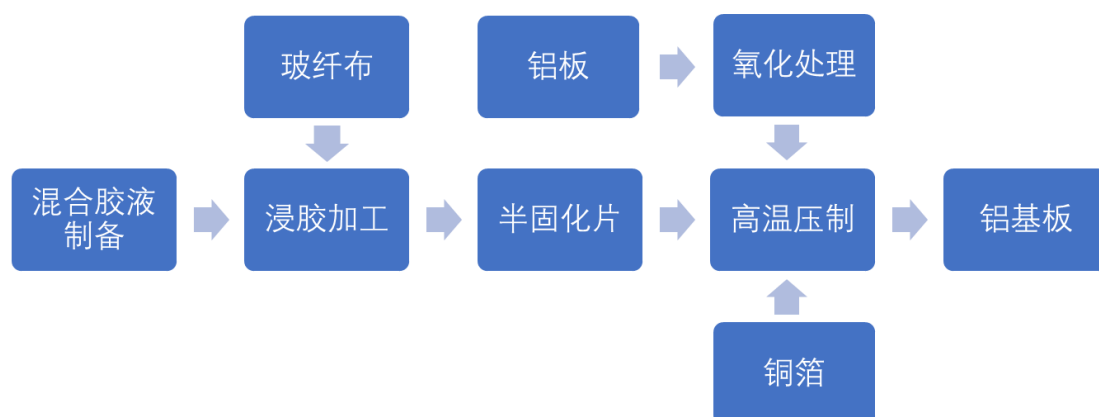 玻纤布
铝板
氧化处理
混合胶液
制备
浸胶加工
半固化片
高温压制
铝基板
铜箔